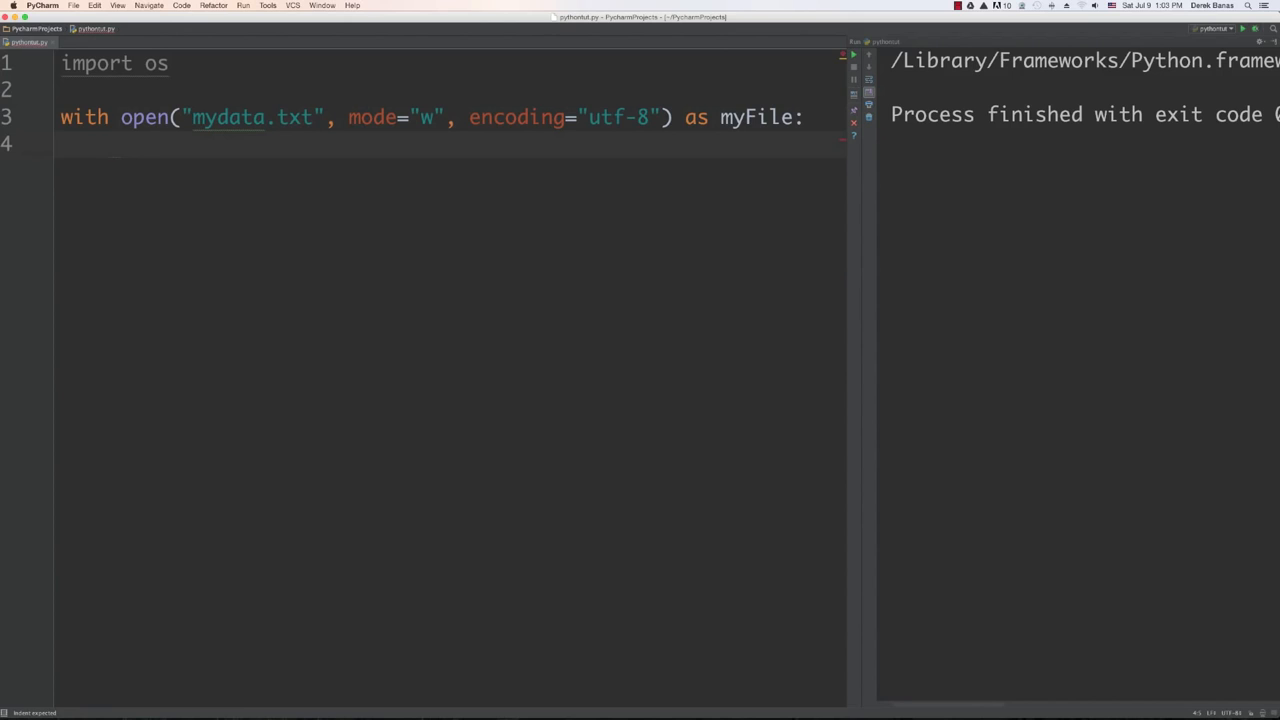 PyCharm File Edit View Navigate Code Refactor Run Tools VCS Window Help 10 Sat Jul 9 1:03 PM Derek Banas
pythontut.py - PycharmProjects - [~/PycharmProjects]
PycharmProjects pythontut.py pythontut
pythontut.py Run pythontut
1 import os
2
3 with open("mydata.txt", mode="w", encoding="utf-8") as myFile:
4
/Library/Frameworks/Python.framew
Process finished with exit code 0
Indent expected 4:5 LF UTF-8